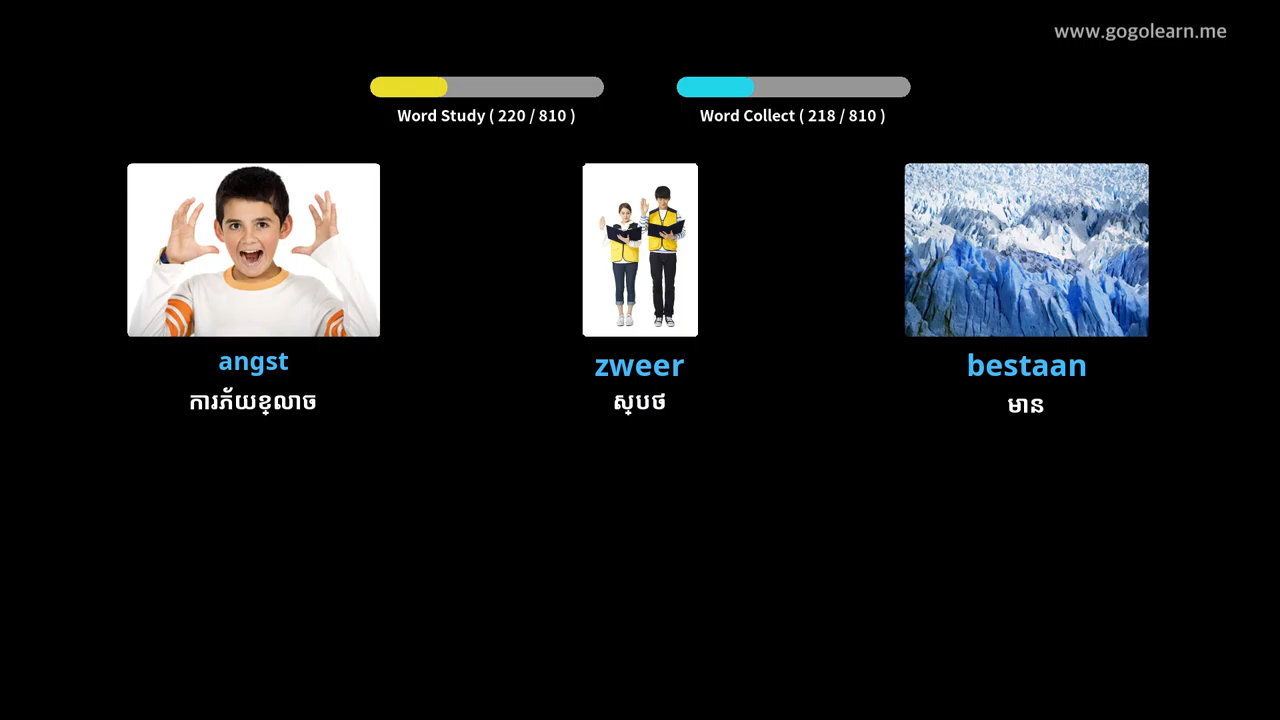 www.gogolearn.me
Word Study ( 220 / 810 )
Word Collect ( 218 / 810 )
angst
ការភ័យខ្លាច
zweer
ស្បថ
bestaan
មាន